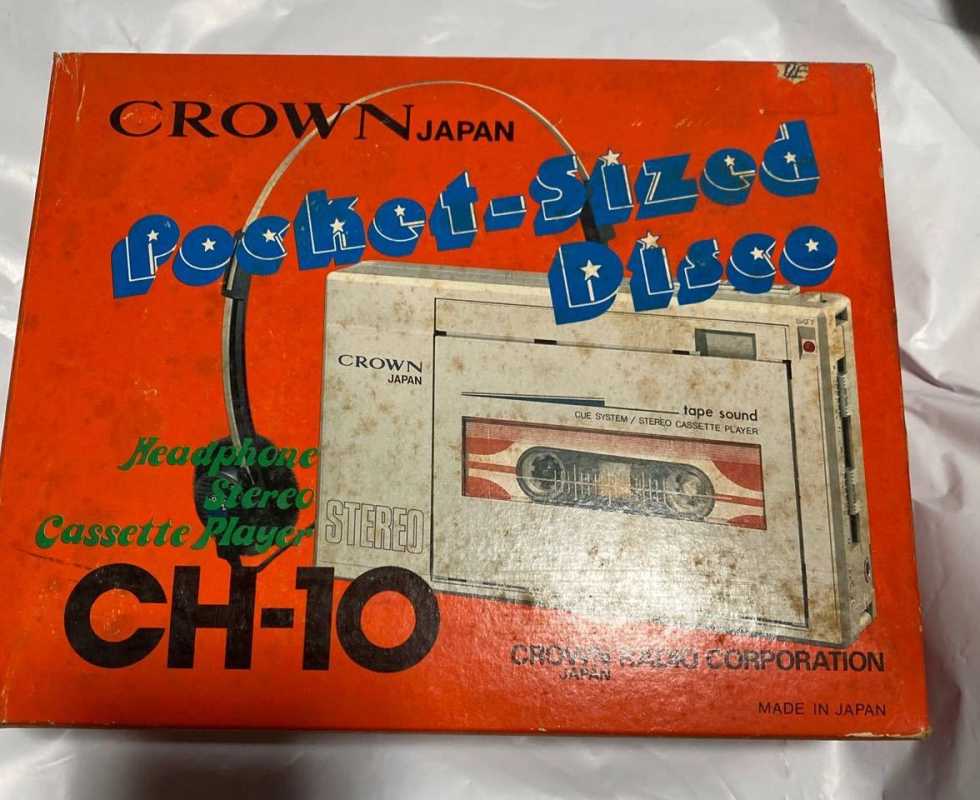 CROWN JAPAN
Pocket-Sized
Disco
CROWN
JAPAN
tape sound
CUE SYSTEM / STEREO CASSETTE PLAYER
STEREO
Headphone
Stereo
Cassette Player
CH-10
CROWN RADIO CORPORATION
JAPAN
MADE IN JAPAN